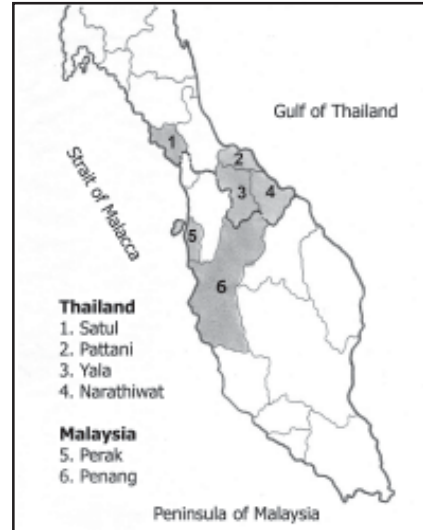 Gulf of Thailand
Strait of Malacca
1
2
3
4
5
6
Thailand
1. Satul
2. Pattani
3. Yala
4. Narathiwat
Malaysia
5. Perak
6. Penang
Peninsula of Malaysia